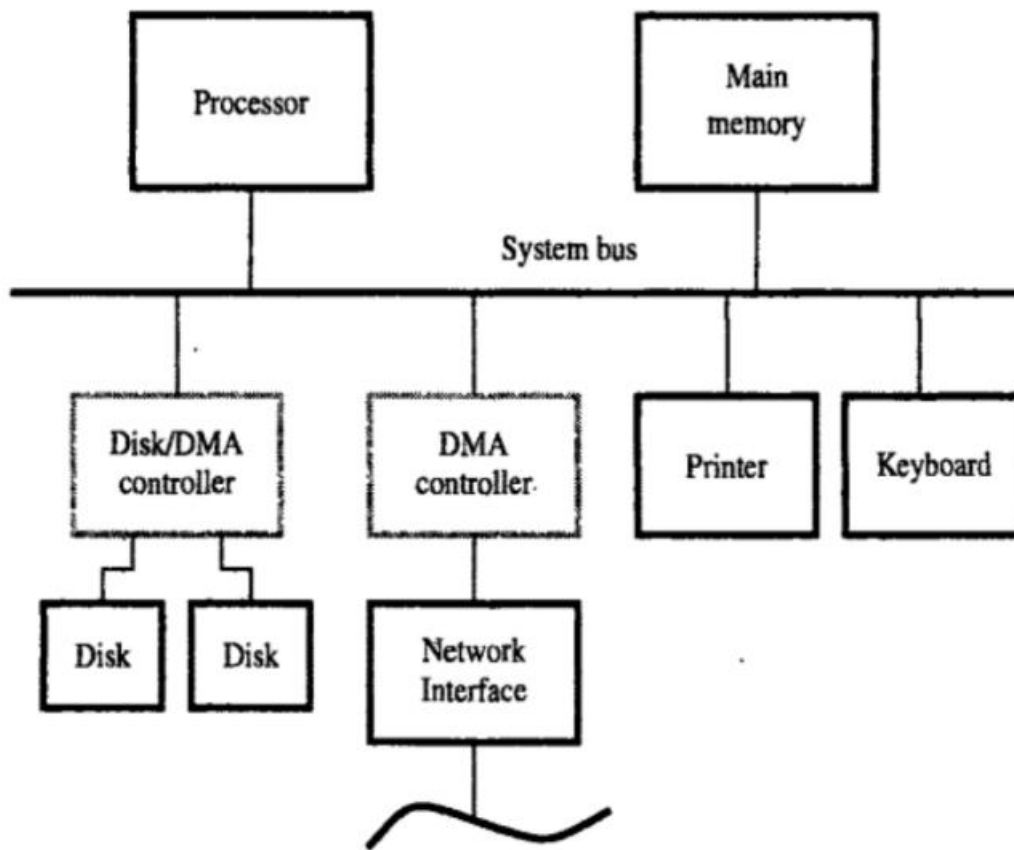 Processor
Main
memory
System bus
Disk/DMA
controller
DMA
controller
Printer
Keyboard
Disk
Disk
Network
Interface